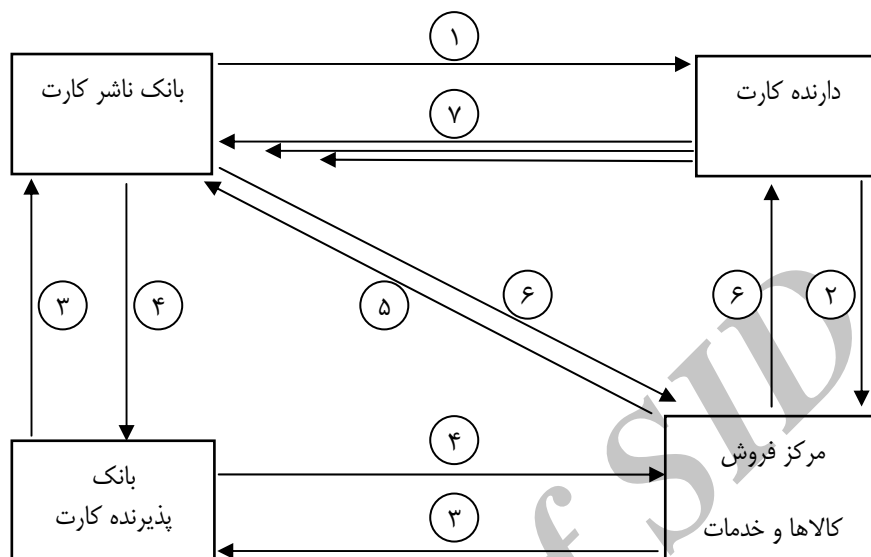 ۱
بانک ناشر کارت
دارنده کارت
۷
۳
۴
۵
۶
۶
۲
۴
بانک
پذیرنده کارت
مرکز فروش
کالاها و خدمات
۳
f SID